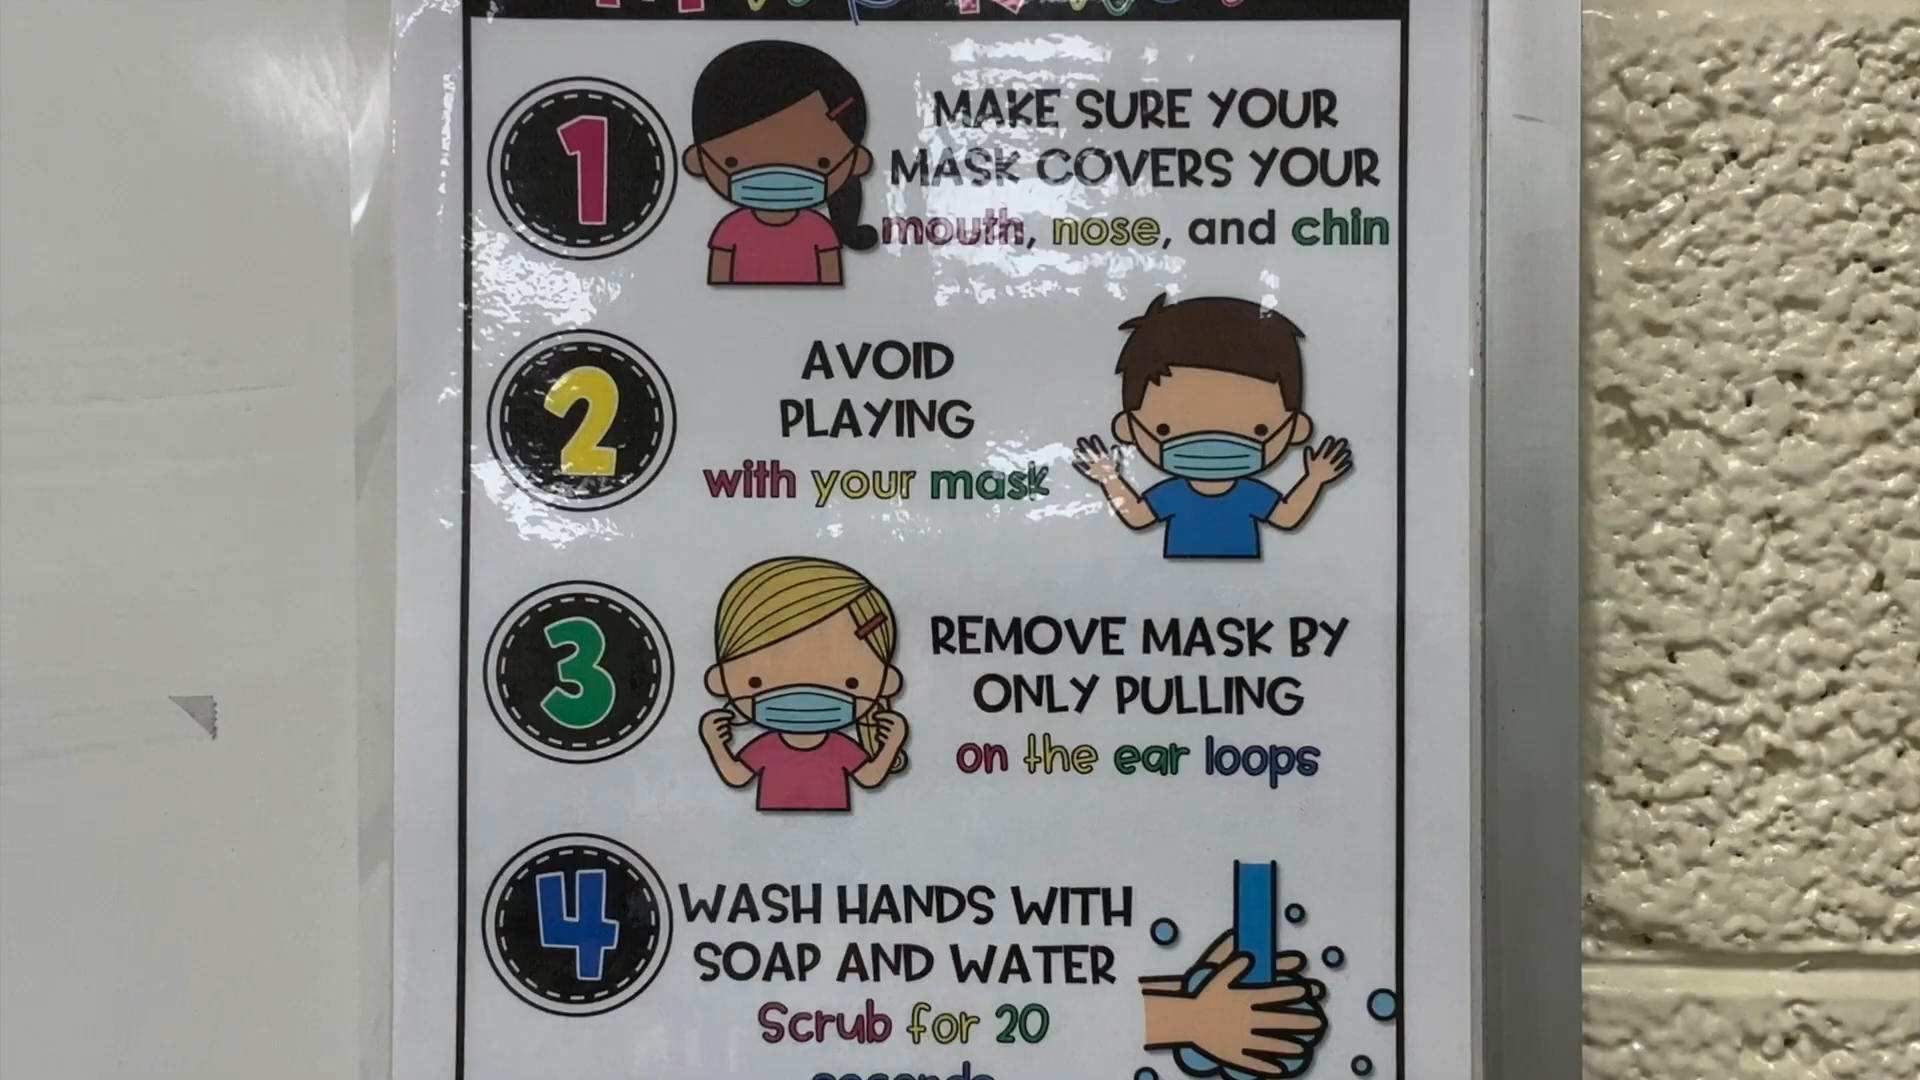 1
MAKE SURE YOUR
MASK COVERS YOUR
mouth, nose, and chin
2
AVOID
PLAYING
with your mask
3
REMOVE MASK BY
ONLY PULLING
on the ear loops
4
WASH HANDS WITH
SOAP AND WATER
Scrub for 20
seconds